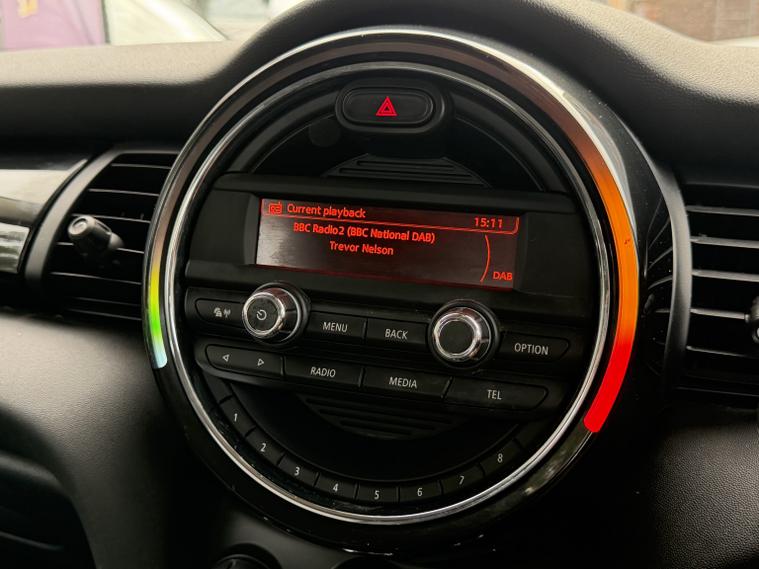 Current playback
15:11
BBC Radio2 (BBC National DAB)
Trevor Nelson
DAB
MENU
BACK
OPTION
RADIO
MEDIA
TEL
1
2
3
4
5
6
7
8